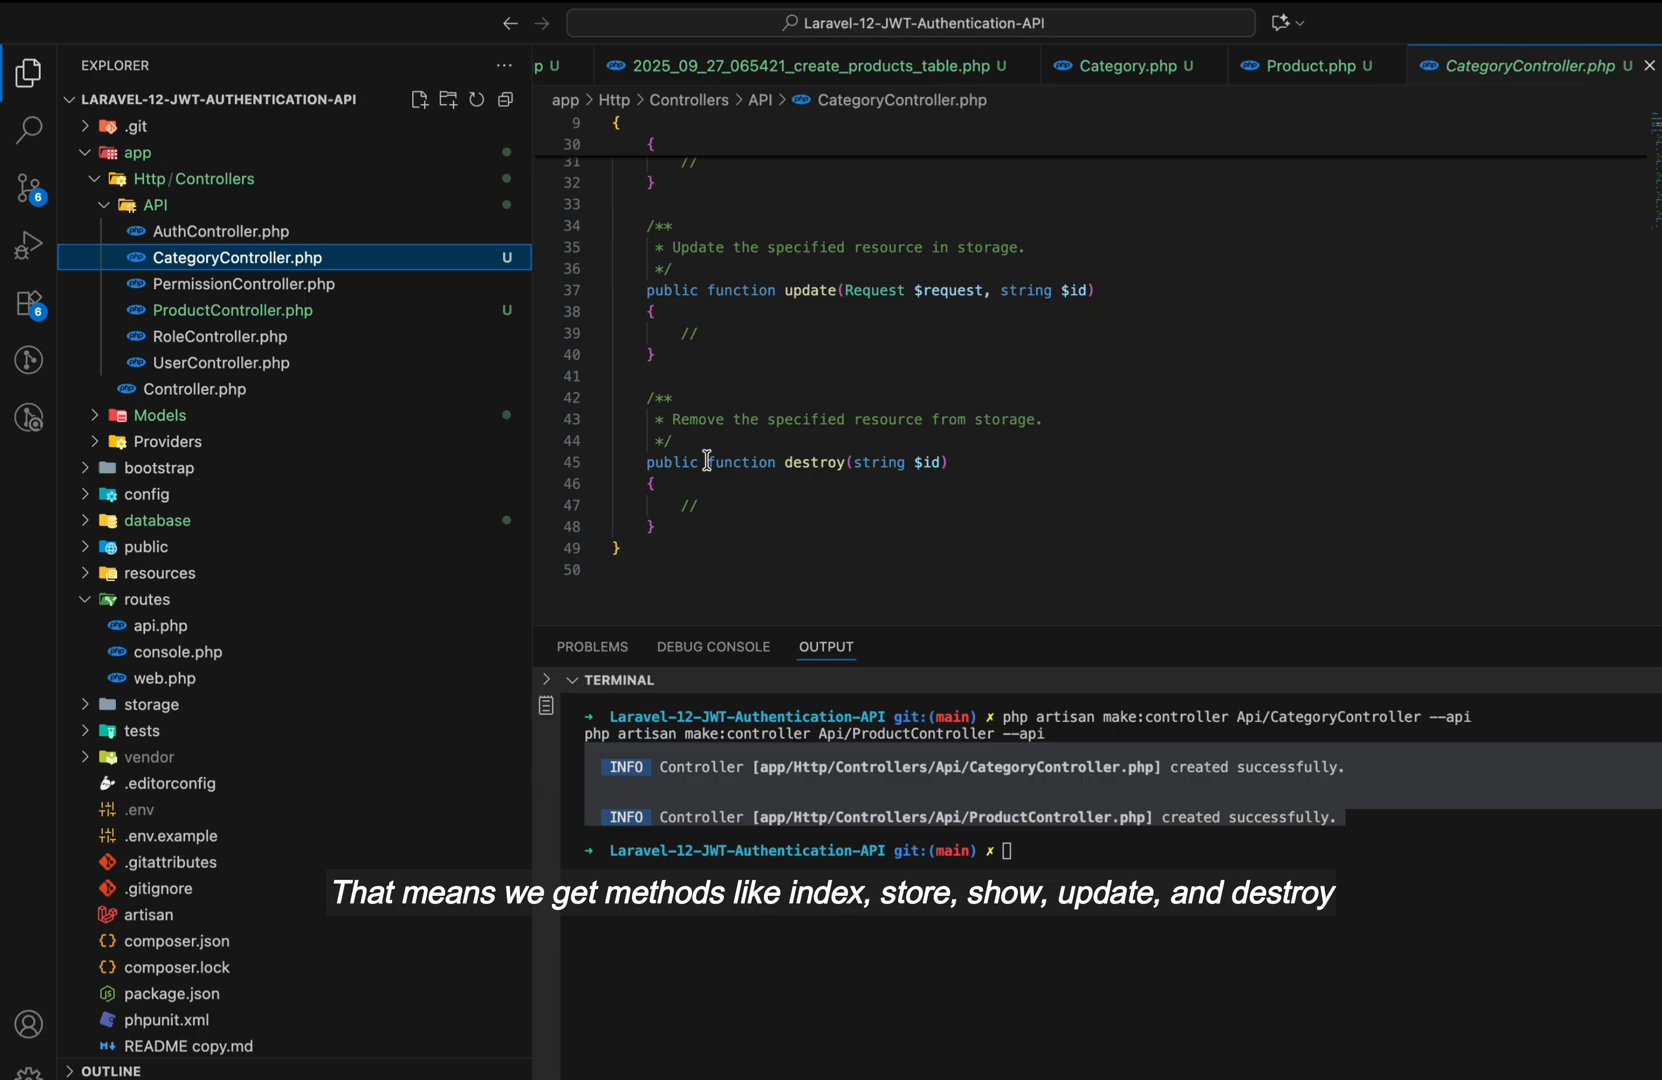 Laravel-12-JWT-Authentication-API
EXPLORER
LARAVEL-12-JWT-AUTHENTICATION-API
.git
app
Http / Controllers
API
AuthController.php
CategoryController.php U
PermissionController.php
ProductController.php U
RoleController.php
UserController.php
Controller.php
Models
Providers
bootstrap
config
database
public
resources
routes
api.php
console.php
web.php
storage
tests
vendor
.editorconfig
.env
.env.example
.gitattributes
.gitignore
artisan
composer.json
composer.lock
package.json
phpunit.xml
README copy.md
OUTLINE
6
6
p U
2025_09_27_065421_create_products_table.php U
Category.php U
Product.php U
CategoryController.php U
app > Http > Controllers > API > CategoryController.php
9 {
30 {
31 //
32 }
33
34 /**
35 * Update the specified resource in storage.
36 */
37 public function update(Request $request, string $id)
38 {
39 //
40 }
41
42 /**
43 * Remove the specified resource from storage.
44 */
45 public function destroy(string $id)
46 {
47 //
48 }
49 }
50
PROBLEMS DEBUG CONSOLE OUTPUT
TERMINAL
→ Laravel-12-JWT-Authentication-API git:(main) ✗ php artisan make:controller Api/CategoryController --api
php artisan make:controller Api/ProductController --api
INFO Controller [app/Http/Controllers/Api/CategoryController.php] created successfully.
INFO Controller [app/Http/Controllers/Api/ProductController.php] created successfully.
→ Laravel-12-JWT-Authentication-API git:(main) ✗
That means we get methods like index, store, show, update, and destroy